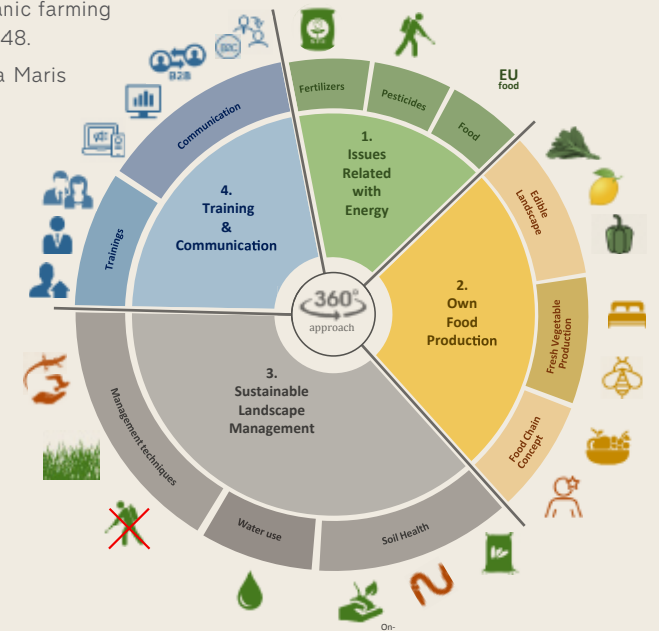 anic farming
48.
a Maris
B2C
B2B
EU
food
Fertilizers
Pesticides
Food
Communication
Trainings
1.
Issues
Related
with
Energy
4.
Training
&
Communication
Edible
Landscape
Fresh Vegetable
Production
Food Chain
Concept
2.
Own
Food
Production
360°
approach
3.
Sustainable
Landscape
Management
Management techniques
Water use
Soil Health
On-